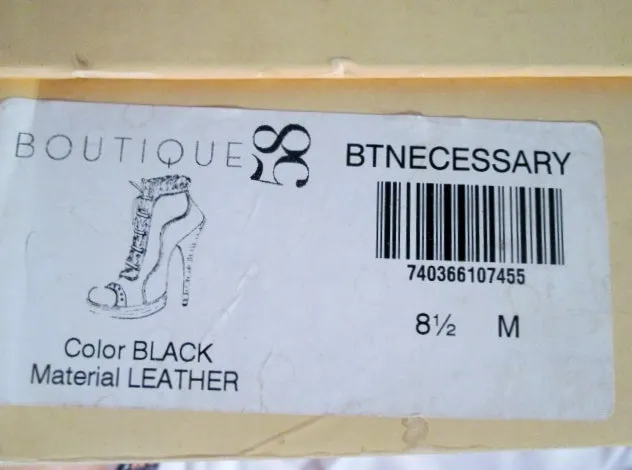 BOUTIQUE 58
Color BLACK
Material LEATHER
BTNECESSARY
740366107455
8½ M